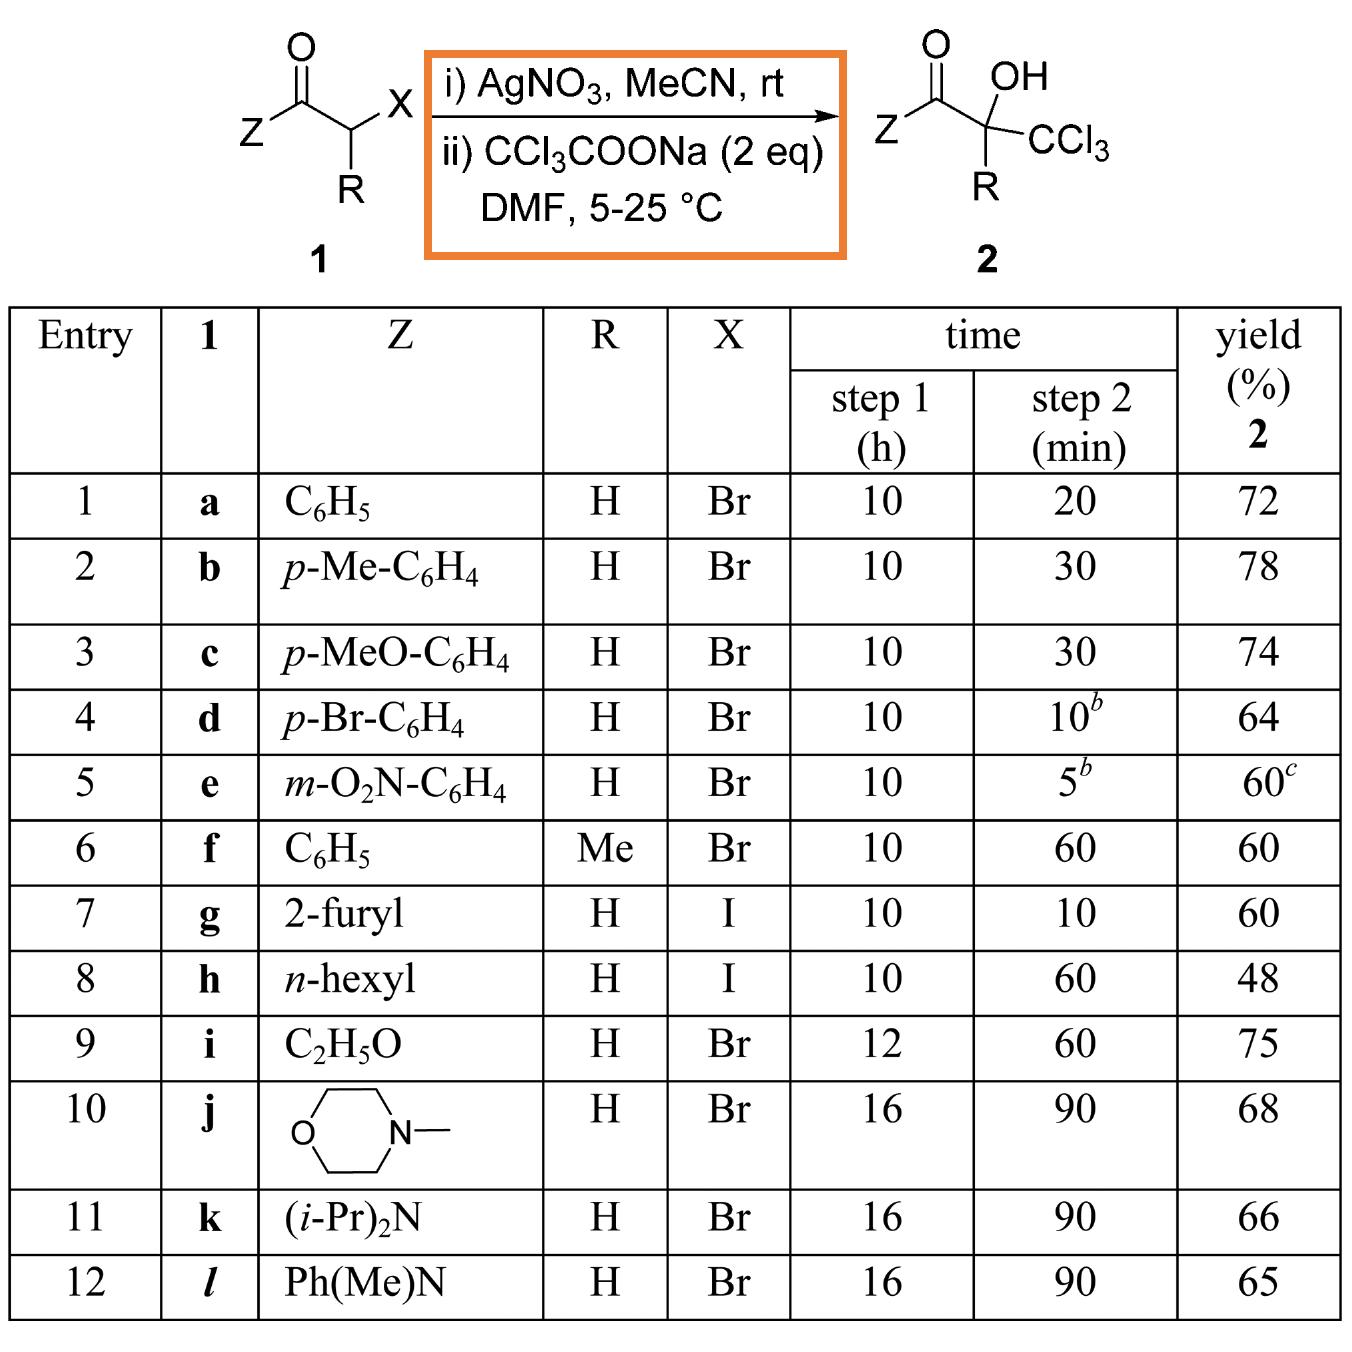 O
Z
X
R
1
i) AgNO₃, MeCN, rt
ii) CCl₃COONa (2 eq)
DMF, 5-25 °C
O
OH
Z
CCl₃
R
2
Entry 1 Z R X time yield (%) 2
step 1 (h) step 2 (min)
1 a C₆H₅ H Br 10 20 72
2 b p-Me-C₆H₄ H Br 10 30 78
3 c p-MeO-C₆H₄ H Br 10 30 74
4 d p-Br-C₆H₄ H Br 10 10ᵇ 64
5 e m-O₂N-C₆H₄ H Br 10 5ᵇ 60ᶜ
6 f C₆H₅ Me Br 10 60 60
7 g 2-furyl H I 10 10 60
8 h n-hexyl H I 10 60 48
9 i C₂H₅O H Br 12 60 75
10 j O N H Br 16 90 68
11 k (i-Pr)₂N H Br 16 90 66
12 l Ph(Me)N H Br 16 90 65